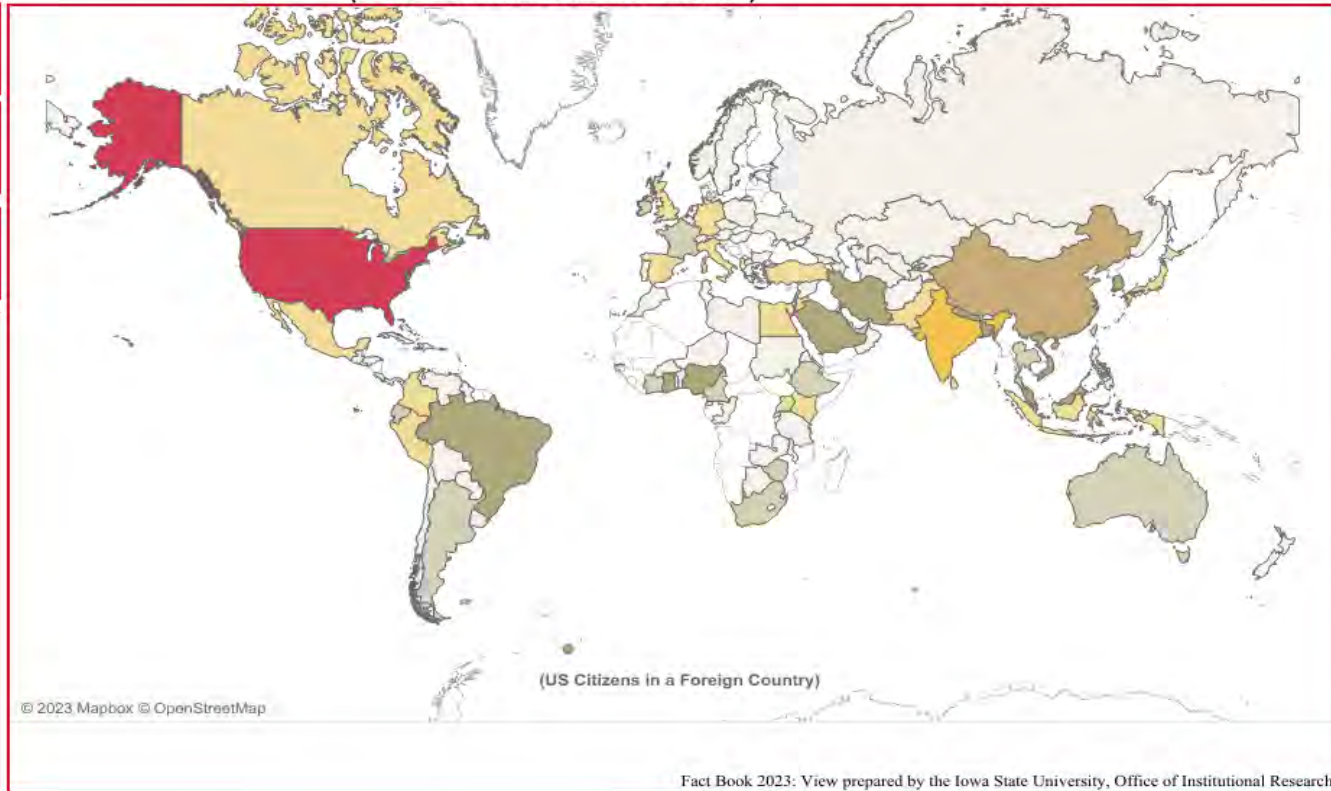 (US Citizens in a Foreign Country)
© 2023 Mapbox © OpenStreetMap
Fact Book 2023: View prepared by the Iowa State University, Office of Institutional Research